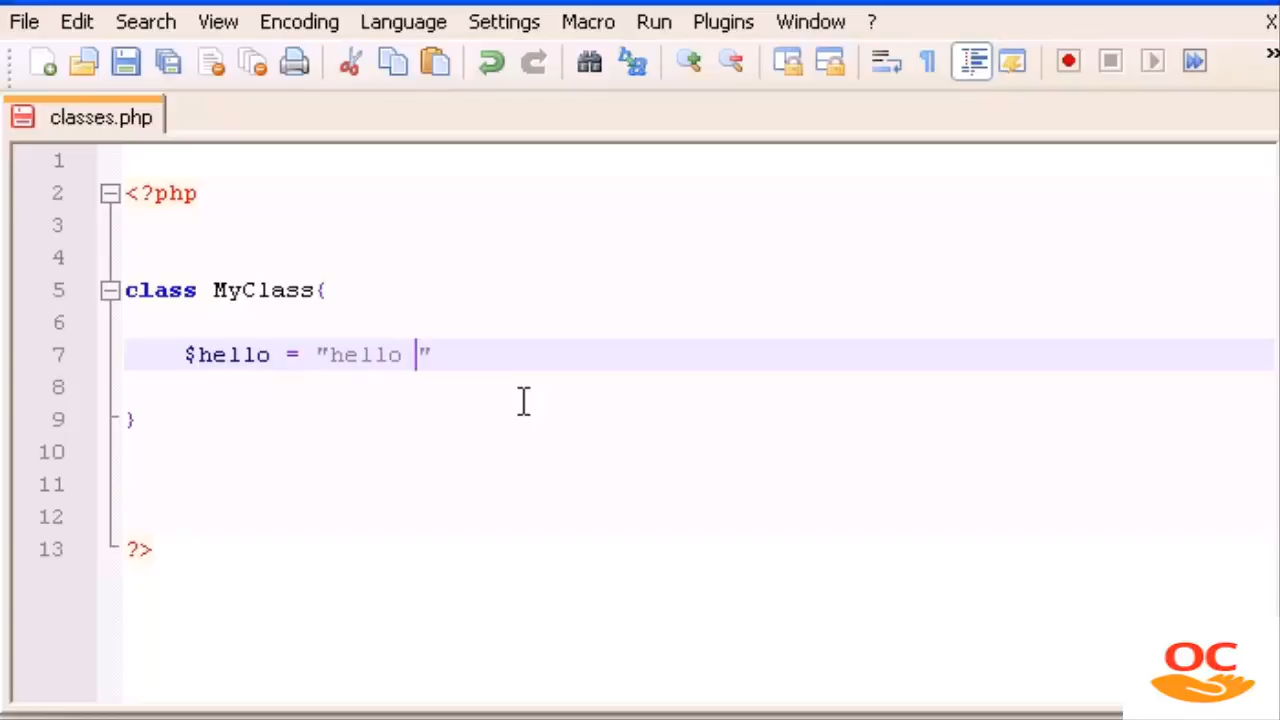 File Edit Search View Encoding Language Settings Macro Run Plugins Window ? X
»
classes.php
1
2 <?php
3
4
5 class MyClass{
6
7 $hello = "hello "
8
9 }
10
11
12
13 ?>
OC